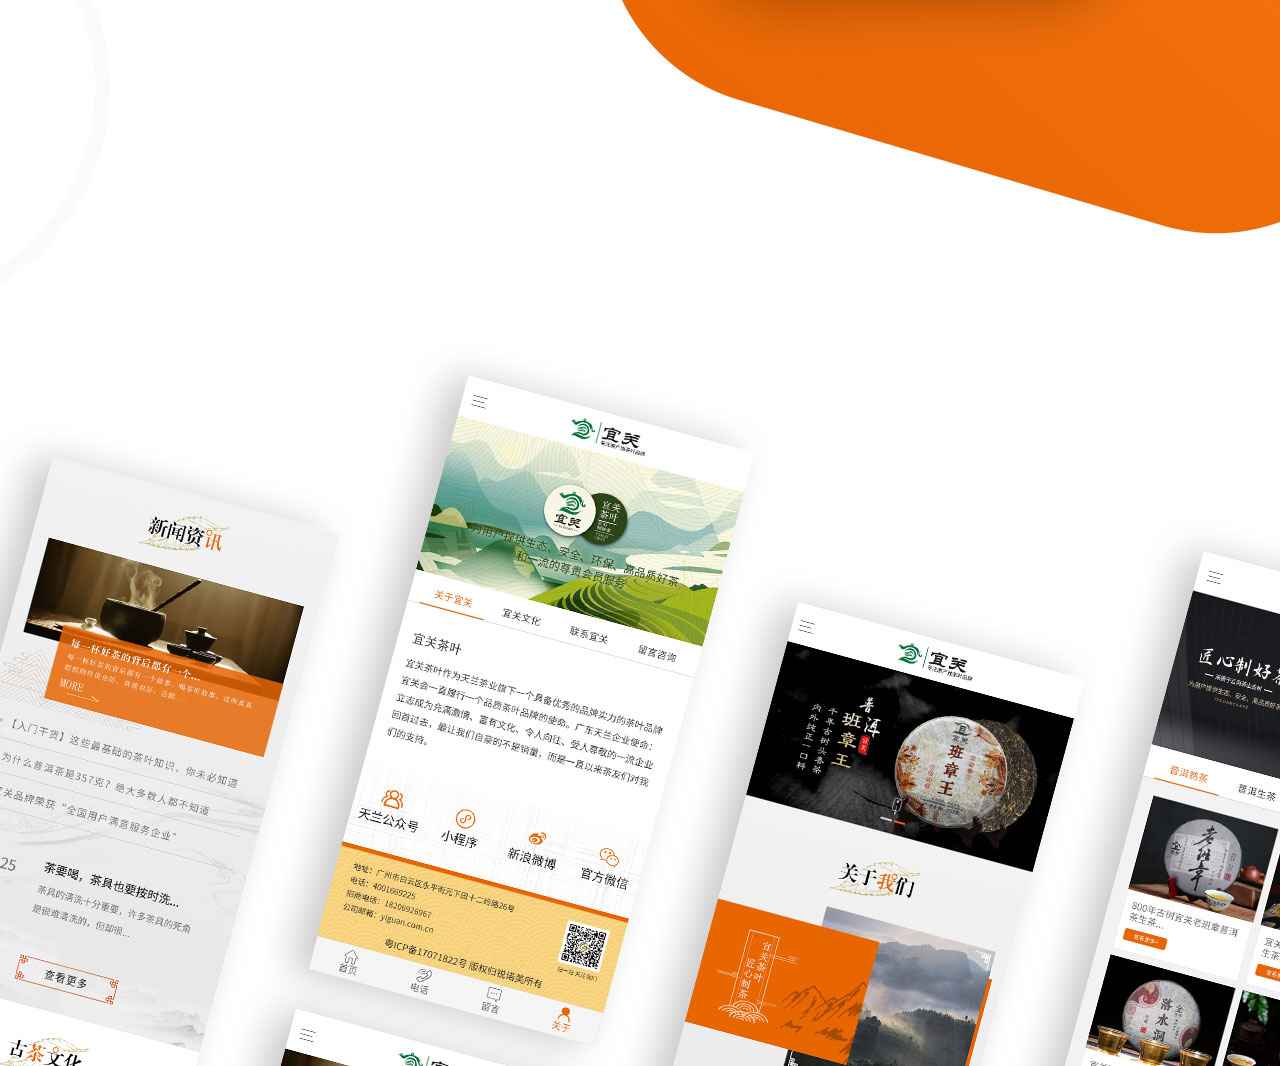 新闻资讯
每一杯好茶的背后都有一个...
MORE
【入门干货】这些最基础的茶叶知识、你未必知道
为什么普洱茶是357克？绝大多数人都不知道
关品牌荣获“全国用户满意服务企业”
25
茶要喝，茶具也要按时洗...
茶具的清洗十分重要，许多茶具的死角
是很难清洗的，但却很...
查看更多
古茶文化
宜关
宜关
宜关
茶叶
为用户提供生态、安全、环保、高品质好茶
和一流的尊贵会员服务
关于宜关
宜关文化
联系宜关
留言咨询
宜关茶叶
宜关茶叶作为天兰茶业旗下一个具备优秀的品牌实力的茶叶品牌
宜关会一直履行一个品质茶叶品牌的使命。广东天兰企业使命：
立志成为充满激情、富有文化、令人向往、受人尊敬的一流企业
回首过去，最让我们自豪的不是销量，而是一直以来茶友们对我
们的支持。
天兰公众号
小程序
新浪微博
官方微信
地址：广州市白云区永平街元下田十二岭路26号
电话：4001669225
招商电话：18206926967
公司邮箱：yiguan.com.cn
粤ICP备17071822号 版权归锐诺美所有
首页
电话
留言
关于
宜关
宜关
普洱
班章王
千年古树头春茶
内外纯正一口料
宜关
班章王
关于我们
宜关茶叶
匠心制茶
匠心制好茶
普洱熟茶
普洱生茶
老班章
800年古树宜关老班章普洱
茶生茶...
查看更多+
落水洞